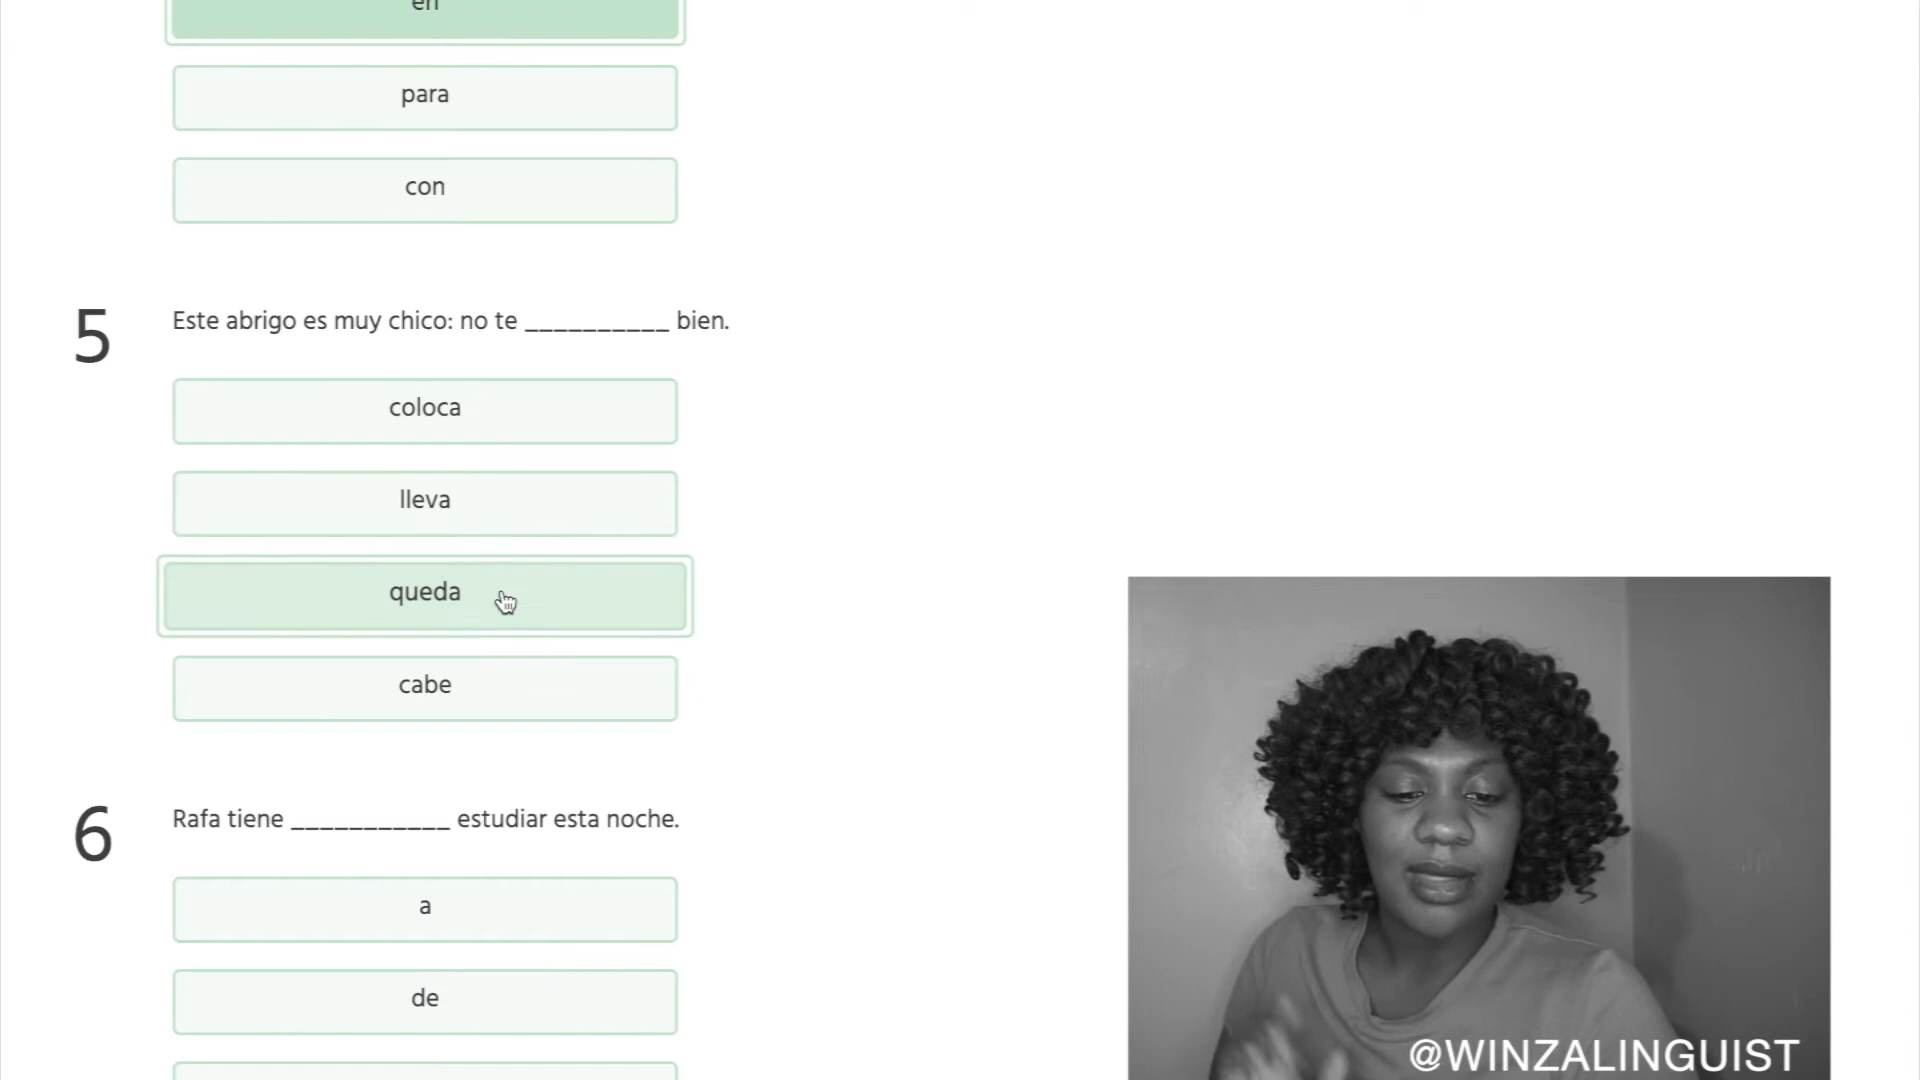 en
para
con
5
Este abrigo es muy chico: no te __________ bien.
coloca
lleva
queda
cabe
6
Rafa tiene ___________ estudiar esta noche.
a
de
@WINZALINGUIST